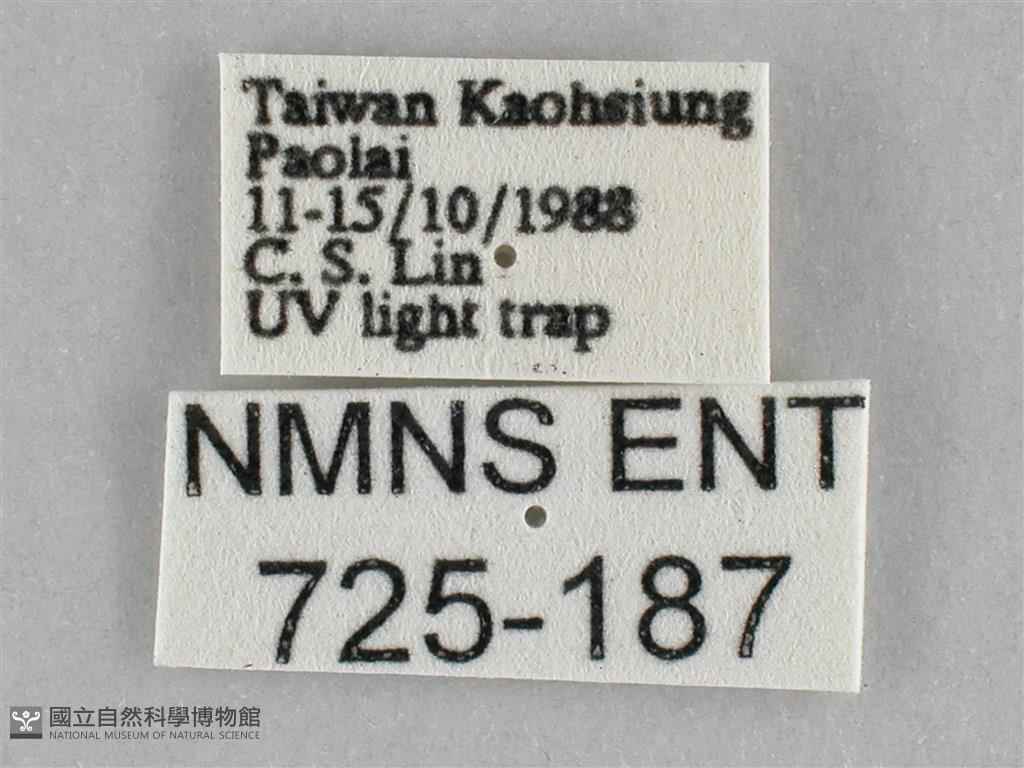 Taiwan Kaohsiung
Paolai
11-15/10/1988
C. S. Lin
UV light trap
NMNS ENT
725-187
國立自然科學博物館
NATIONAL MUSEUM OF NATURAL SCIENCE